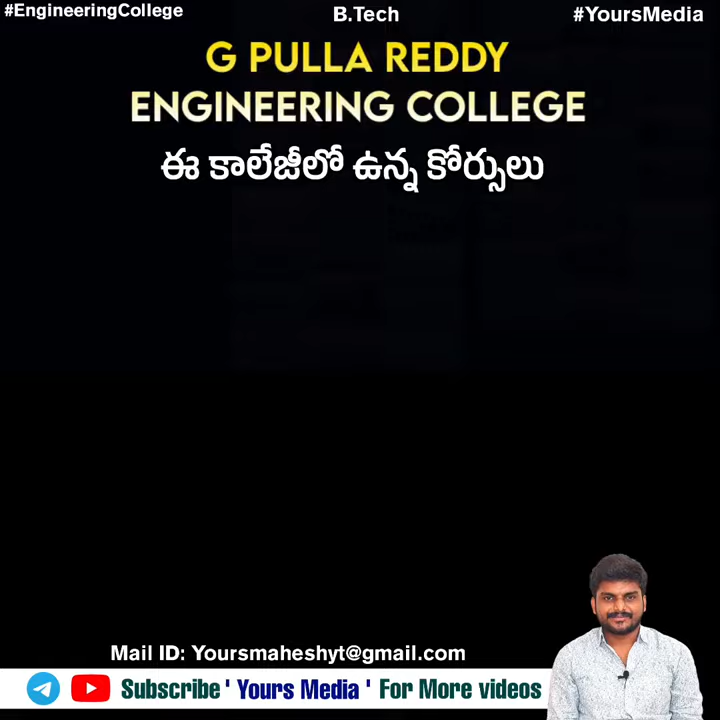 #EngineeringCollege
B.Tech
#YoursMedia
G PULLA REDDY
ENGINEERING COLLEGE
ఈ కాలేజీలో ఉన్న కోర్సులు
Mail ID: Yoursmaheshyt@gmail.com
Subscribe ' Yours Media ' For More videos